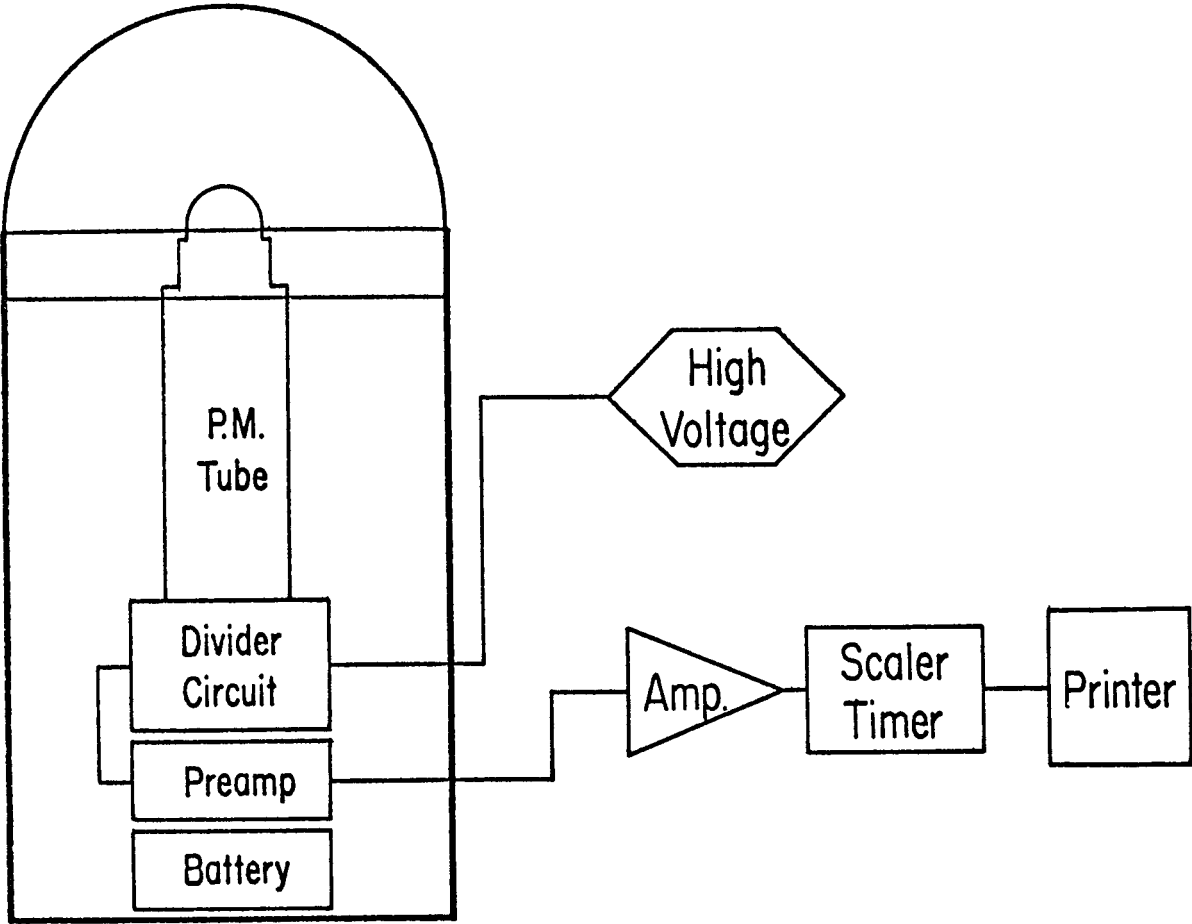 High
Voltage
P.M.
Tube
Divider
Circuit
Preamp
Battery
Amp.
Scaler
Timer
Printer